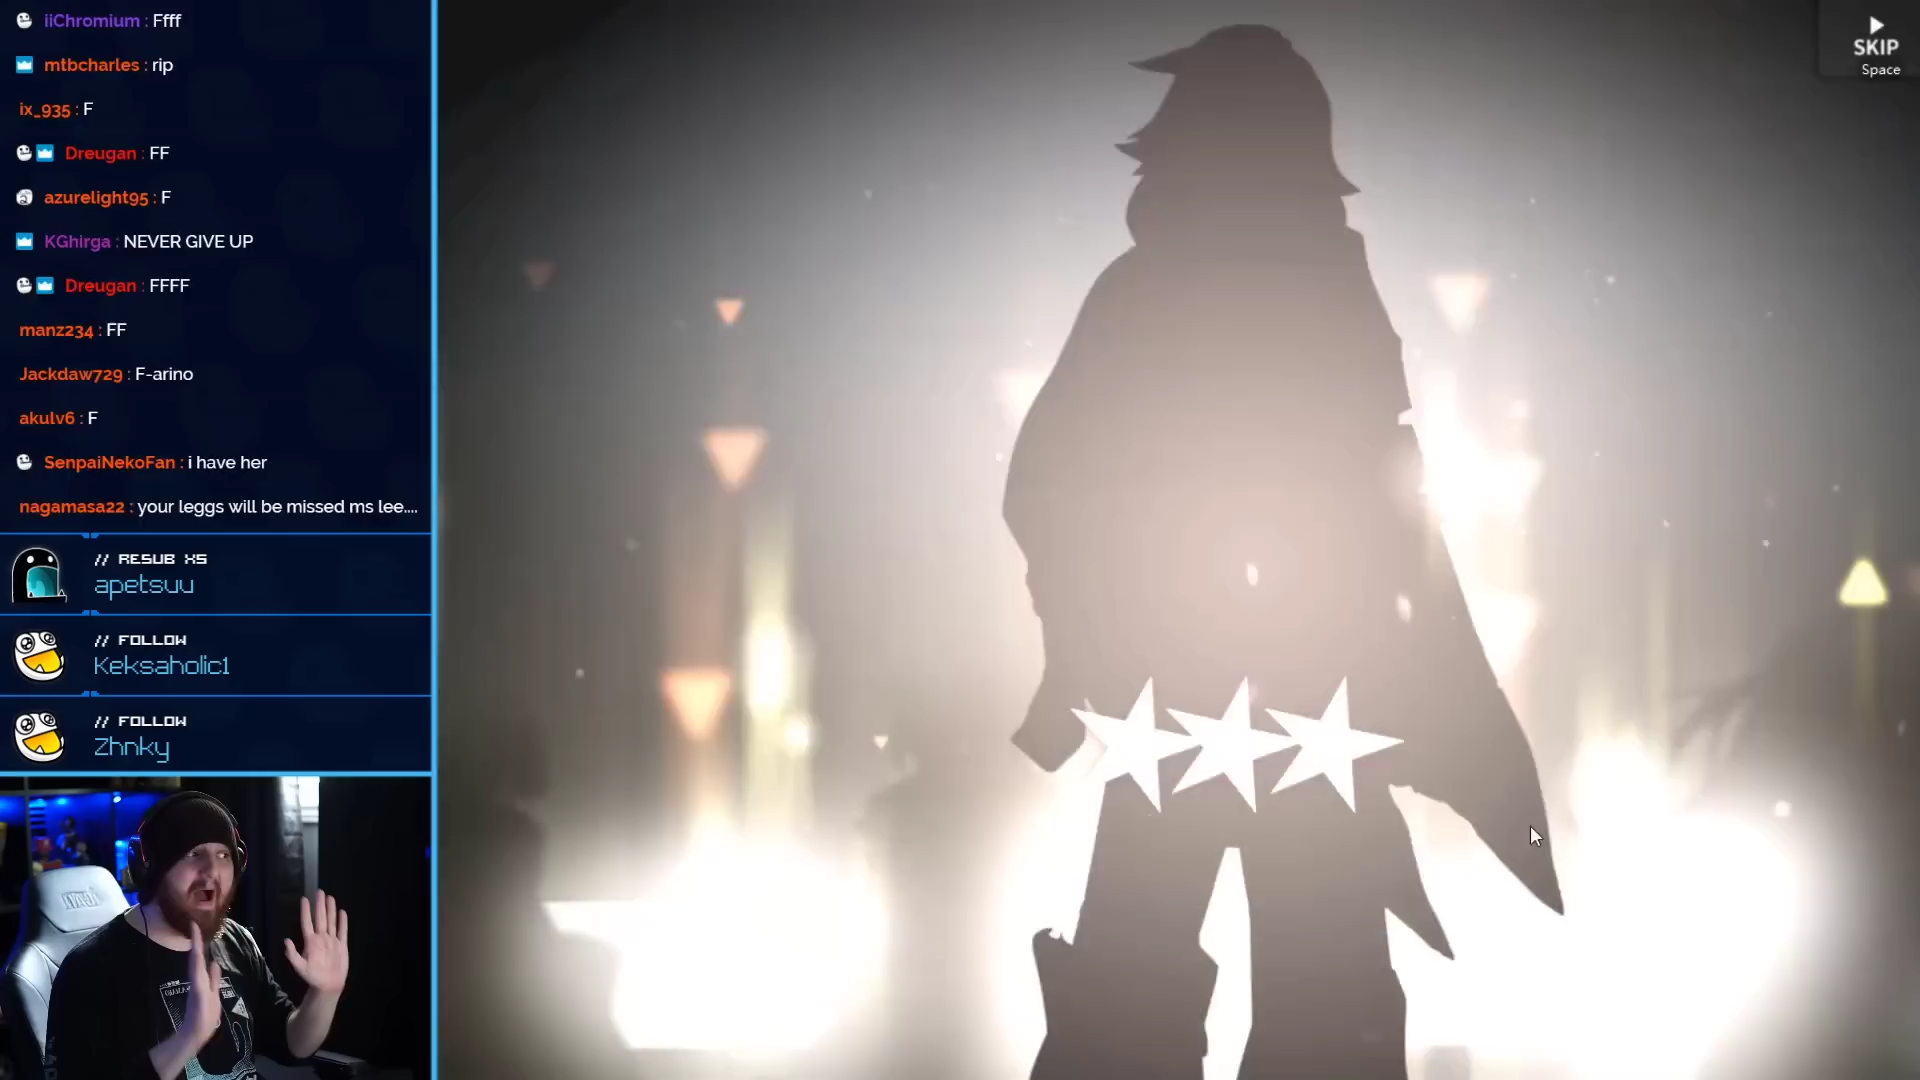 iiChromium : Ffff
mtbcharles : rip
ix_935 : F
Dreugan : FF
azurelight95 : F
KGhirga : NEVER GIVE UP
Dreugan : FFFF
manz234 : FF
Jackdaw729 : F-arino
akulv6 : F
SenpaiNekoFan : i have her
nagamasa22 : your leggs will be missed ms lee....
// RESUB X5
apetsuu
// FOLLOW
Keksaholic1
// FOLLOW
Zhnky
SKIP
Space